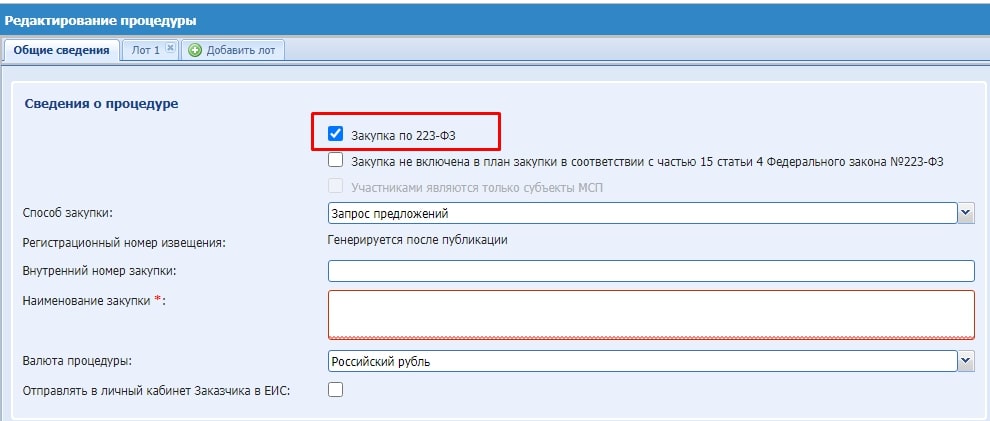 Редактирование процедуры
Общие сведения Лот 1 Добавить лот
Сведения о процедуре
Закупка по 223-ФЗ
Закупка не включена в план закупки в соответствии с частью 15 статьи 4 Федерального закона №223-ФЗ
Участниками являются только субъекты МСП
Способ закупки: Запрос предложений
Регистрационный номер извещения: Генерируется после публикации
Внутренний номер закупки:
Наименование закупки *:
Валюта процедуры: Российский рубль
Отправлять в личный кабинет Заказчика в ЕИС: